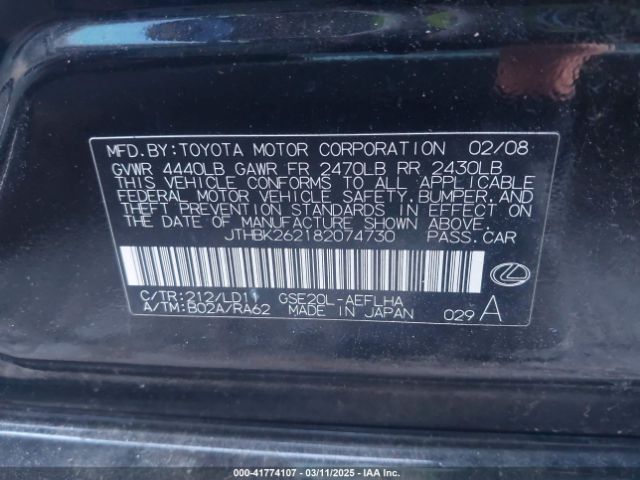 MFD.BY:TOYOTA MOTOR CORPORATION 02/08
GVWR 4440LB GAWR FR 2470LB RR 2430LB
THIS VEHICLE CONFORMS TO ALL APPLICABLE
FEDERAL MOTOR VEHICLE SAFETY,BUMPER,AND
THEFT PREVENTION STANDARDS IN EFFECT ON
THE DATE OF MANUFACTURE SHOWN ABOVE.
JTHBK262182074730 PASS.CAR
C/TR:212/LD11 GSE20L-AEFLHA
A/TM:B02A/RA62 MADE IN JAPAN 029 A
000-41774107 - 03/11/2025 - IAA Inc.